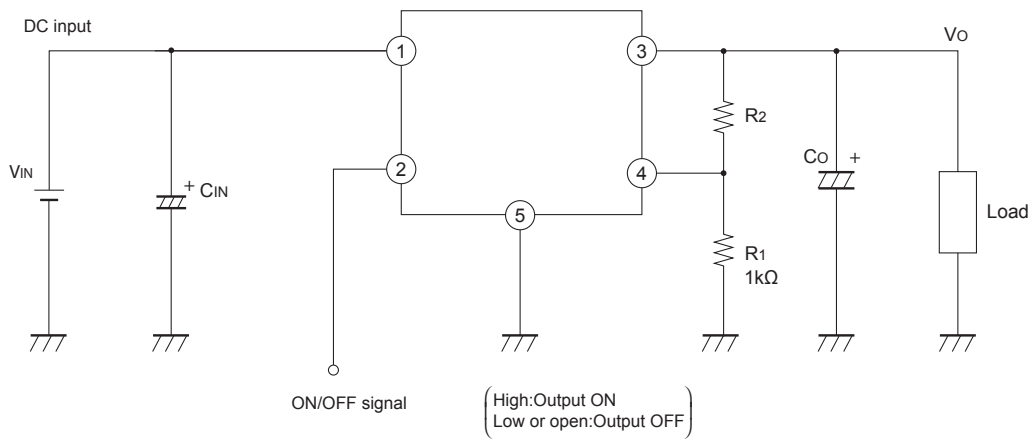 DC input
VO
1
3
R2
VIN
+
CIN
2
4
CO
+
5
R1
1kΩ
Load
ON/OFF signal
High:Output ON
Low or open:Output OFF